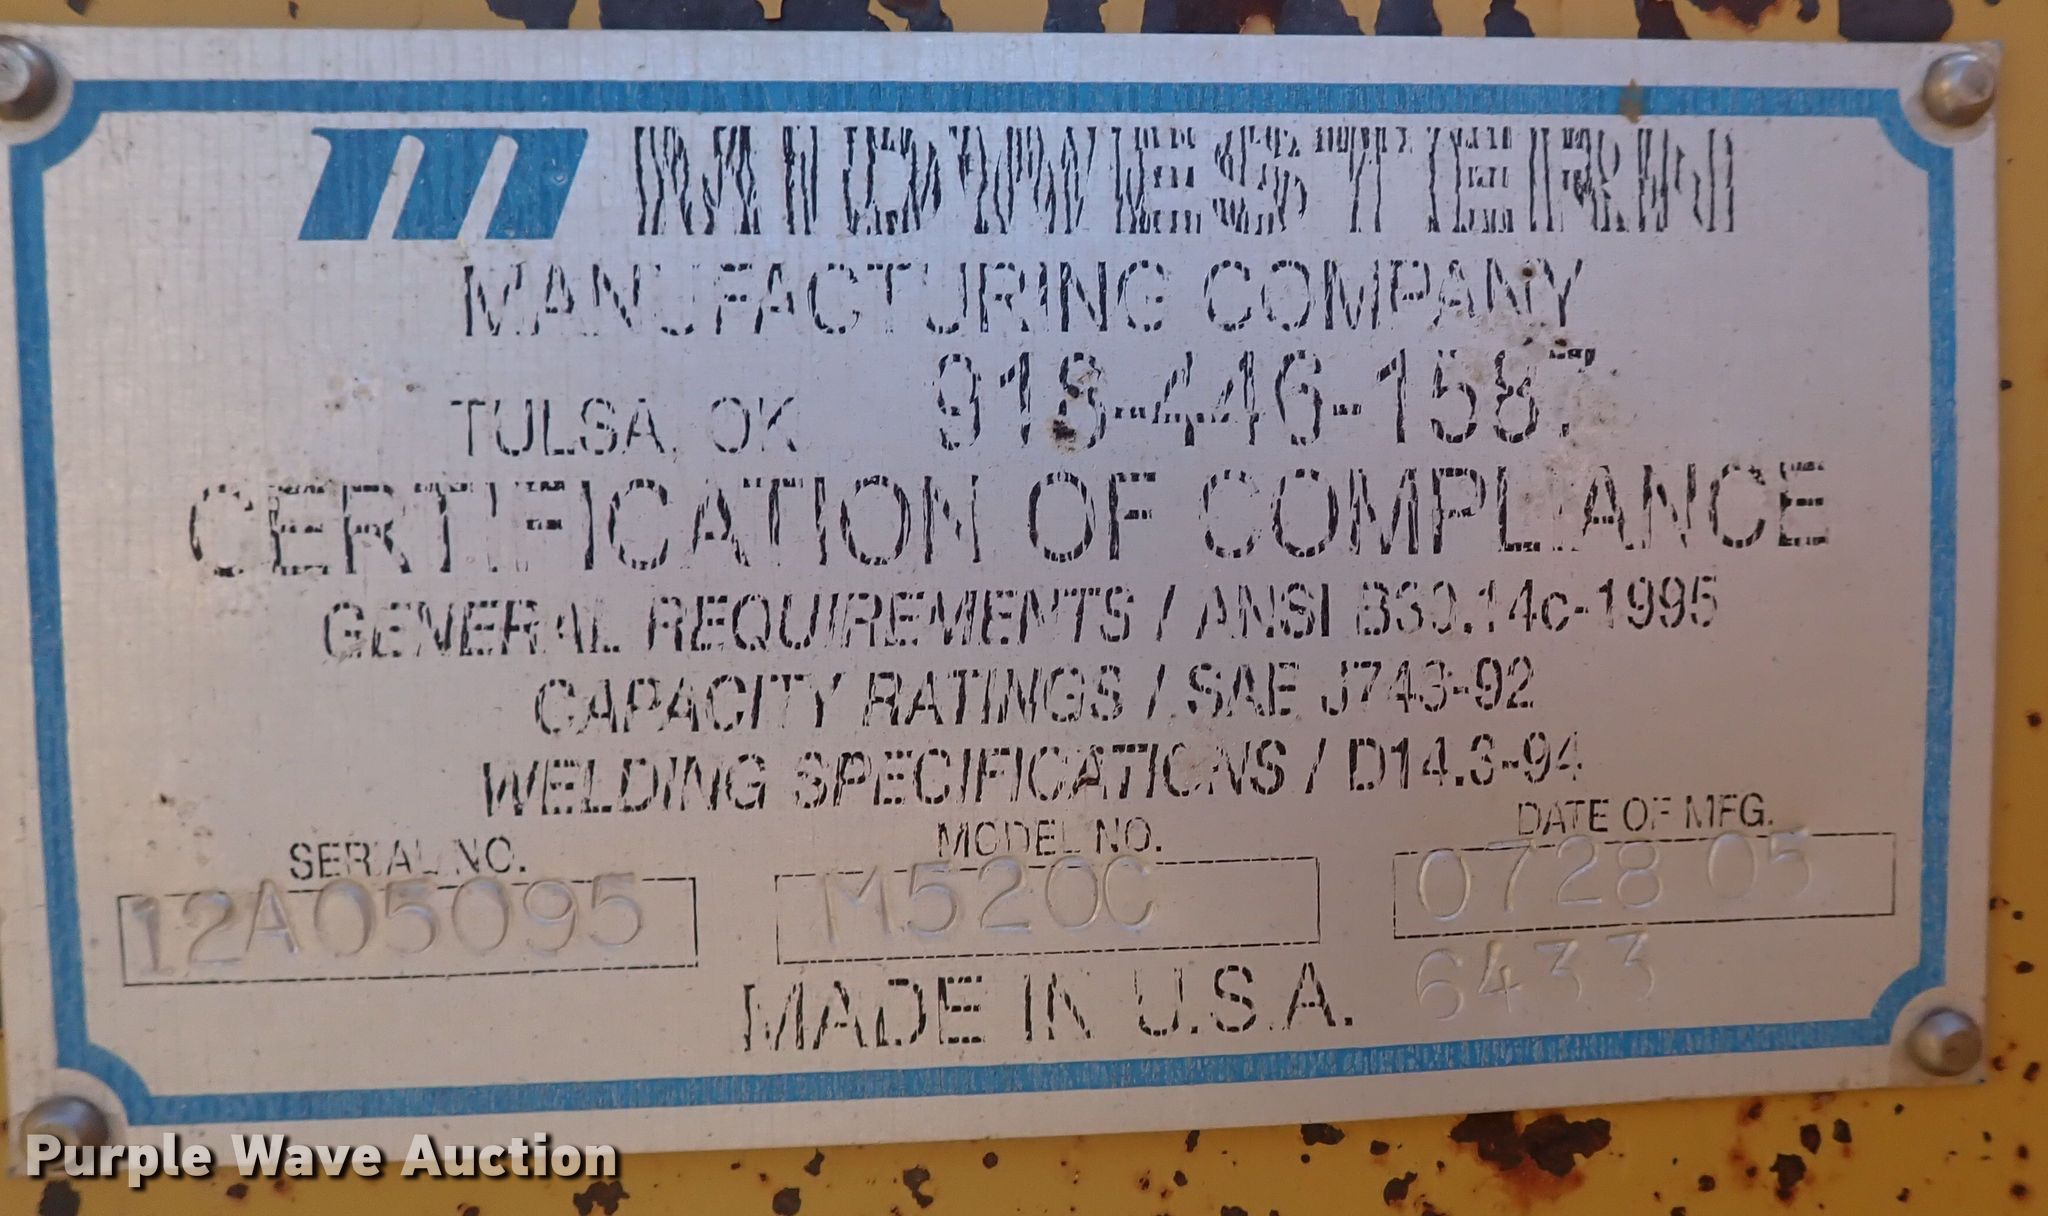 MIDWESTERN
MANUFACTURING COMPANY
TULSA, OK 918-446-1587
CERTIFICATION OF COMPLIANCE
GENERAL REQUIREMENTS / ANSI B30.14c-1995
CAPACITY RATINGS / SAE J743-92
WELDING SPECIFICATIONS / D14.3-94
SERIAL NO. MODEL NO. DATE OF MFG.
12A05095 M520C 0728 05
6433
MADE IN U.S.A.
Purple Wave Auction